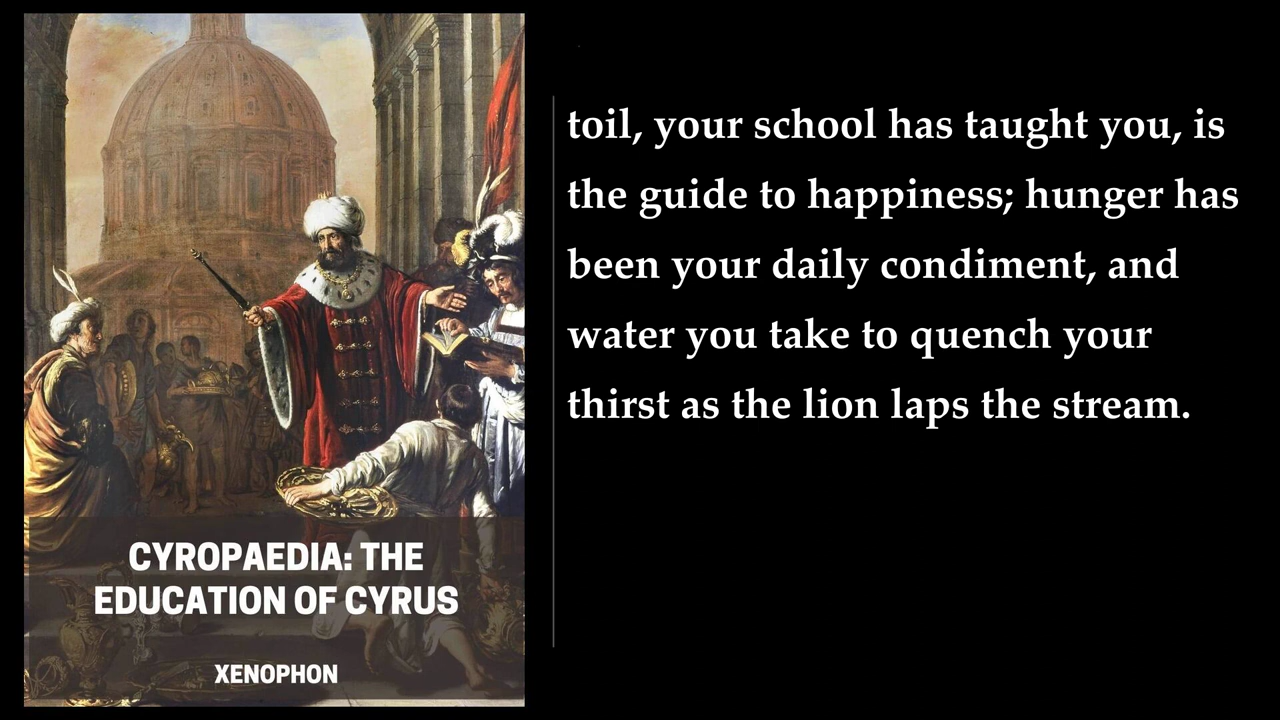 toil, your school has taught you, is
the guide to happiness; hunger has
been your daily condiment, and
water you take to quench your
thirst as the lion laps the stream.
CYROPAEDIA: THE
EDUCATION OF CYRUS
XENOPHON